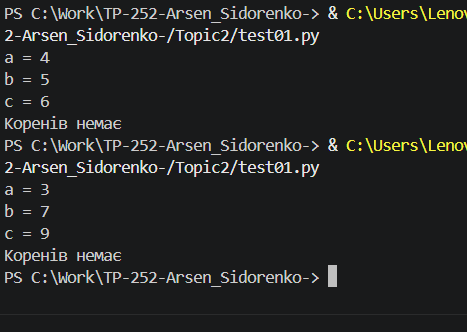 PS C:\Work\TP-252-Arsen_Sidorenko-> & C:\Users\Lenov
2-Arsen_Sidorenko-/Topic2/test01.py
a = 4
b = 5
c = 6
Коренів немає
PS C:\Work\TP-252-Arsen_Sidorenko-> & C:\Users\Lenov
2-Arsen_Sidorenko-/Topic2/test01.py
a = 3
b = 7
c = 9
Коренів немає
PS C:\Work\TP-252-Arsen_Sidorenko->